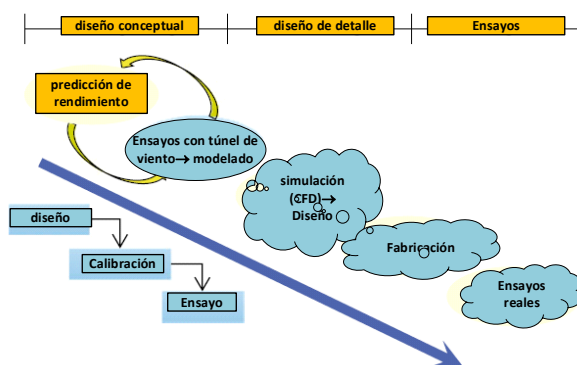 diseño conceptual
diseño de detalle
Ensayos
predicción de
rendimiento
Ensayos con túnel de
viento→ modelado
simulación
(CFD)→
Diseño
Fabricación
Ensayos
reales
diseño
Calibración
Ensayo